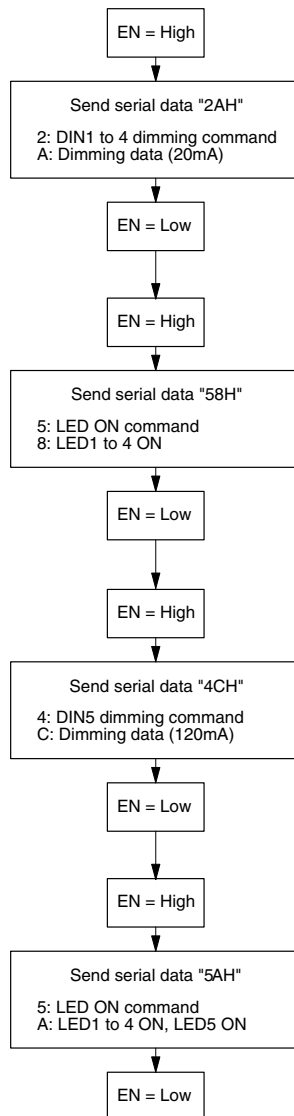 EN = High
Send serial data "2AH"
2: DIN1 to 4 dimming command
A: Dimming data (20mA)
EN = Low
EN = High
Send serial data "58H"
5: LED ON command
8: LED1 to 4 ON
EN = Low
EN = High
Send serial data "4CH"
4: DIN5 dimming command
C: Dimming data (120mA)
EN = Low
EN = High
Send serial data "5AH"
5: LED ON command
A: LED1 to 4 ON, LED5 ON
EN = Low